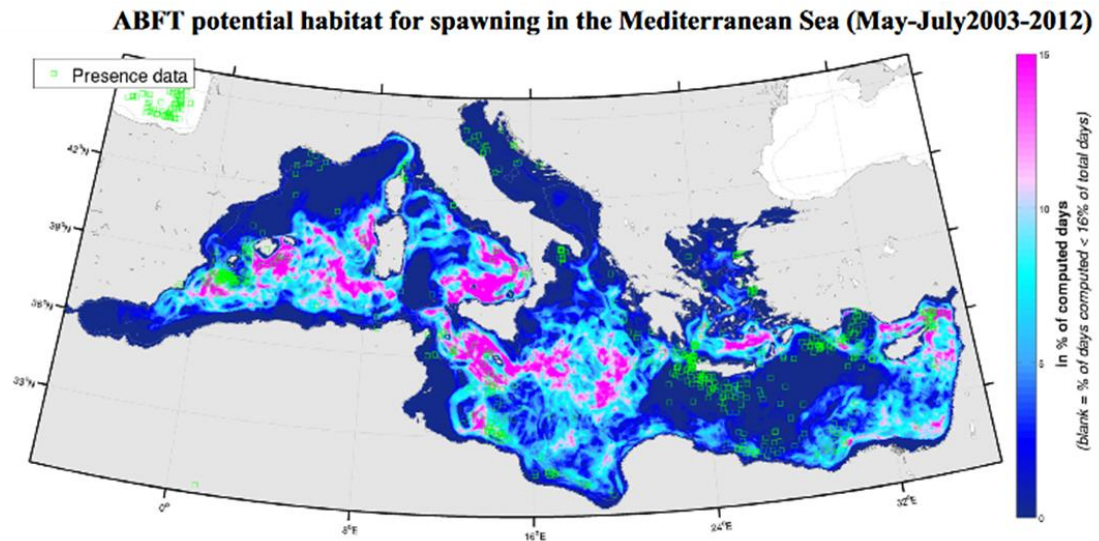 ABFT potential habitat for spawning in the Mediterranean Sea (May-July2003-2012)
Presence data
42°N
39°N
36°N
33°N
0°
8°E
16°E
24°E
32°E
15
10
5
0
In % of computed days
(blank = % of days computed < 16% of total days)